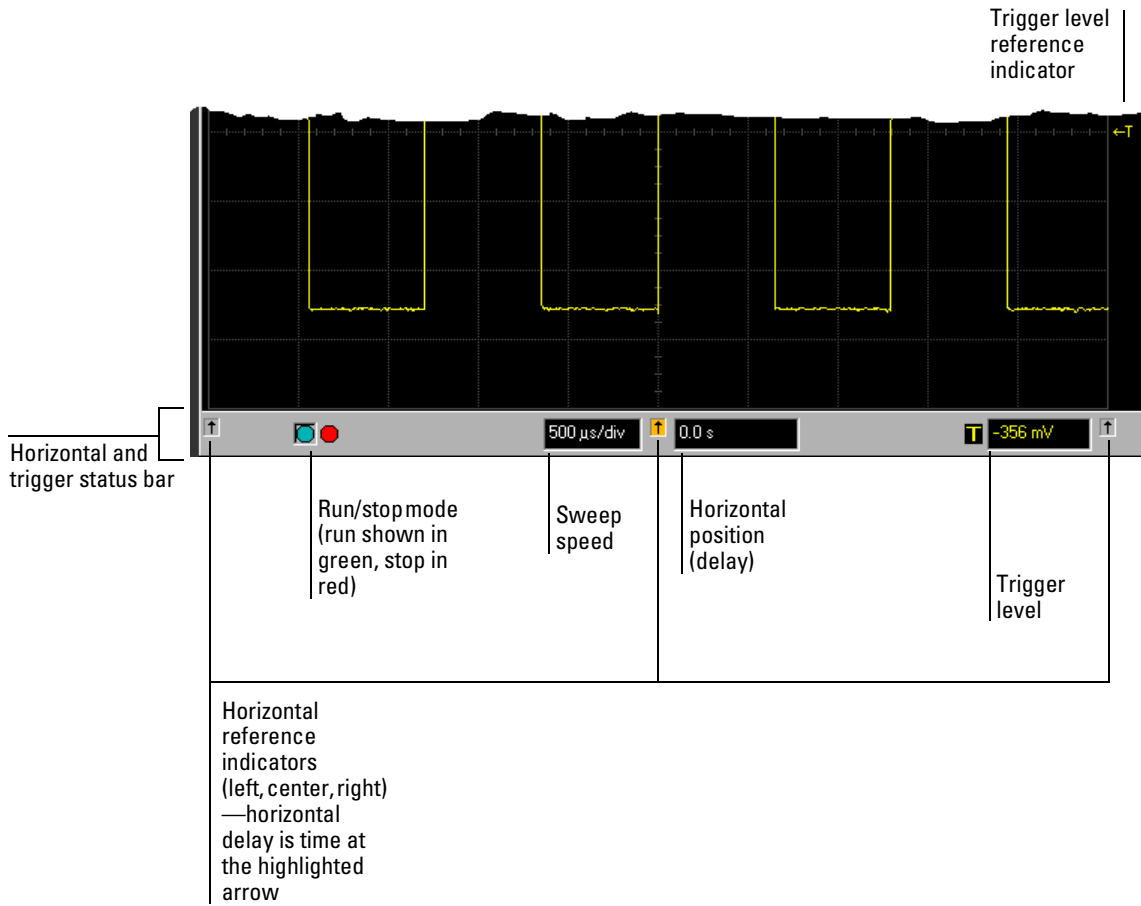 Trigger level
reference
indicator
←T
↑
500 µs/div
↑
0.0 s
T
-356 mV
↑
Horizontal and
trigger status bar
Run/stop mode
(run shown in
green, stop in
red)
Sweep
speed
Horizontal
position
(delay)
Trigger
level
Horizontal
reference
indicators
(left, center, right)
—horizontal
delay is time at
the highlighted
arrow